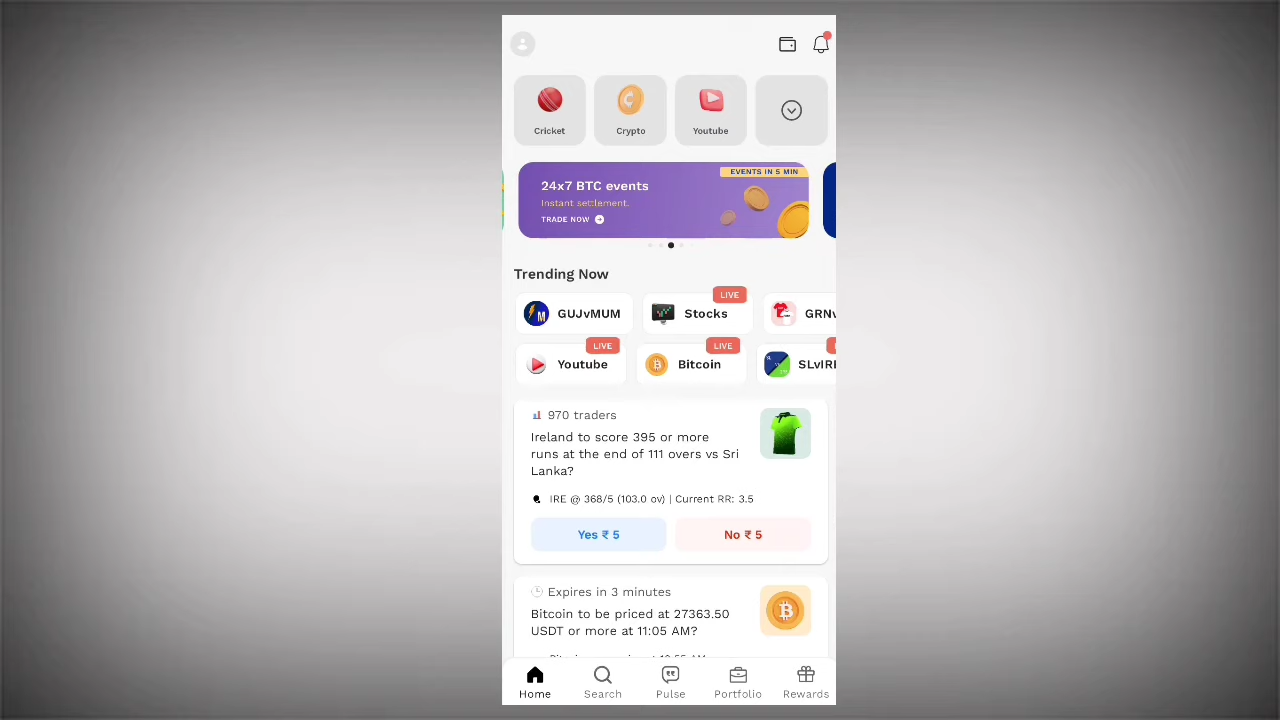 Cricket
Crypto
Youtube
EVENTS IN 5 MIN
24x7 BTC events
Instant settlement.
TRADE NOW
Trending Now
GUJvMUM
LIVE
Stocks
LIVE
Youtube
LIVE
Bitcoin
SLvIRE
970 traders
Ireland to score 395 or more
runs at the end of 111 overs vs Sri
Lanka?
IRE @ 368/5 (103.0 ov) | Current RR: 3.5
Yes ₹ 5
No ₹ 5
Expires in 3 minutes
Bitcoin to be priced at 27363.50
USDT or more at 11:05 AM?
Home
Search
Pulse
Portfolio
Rewards